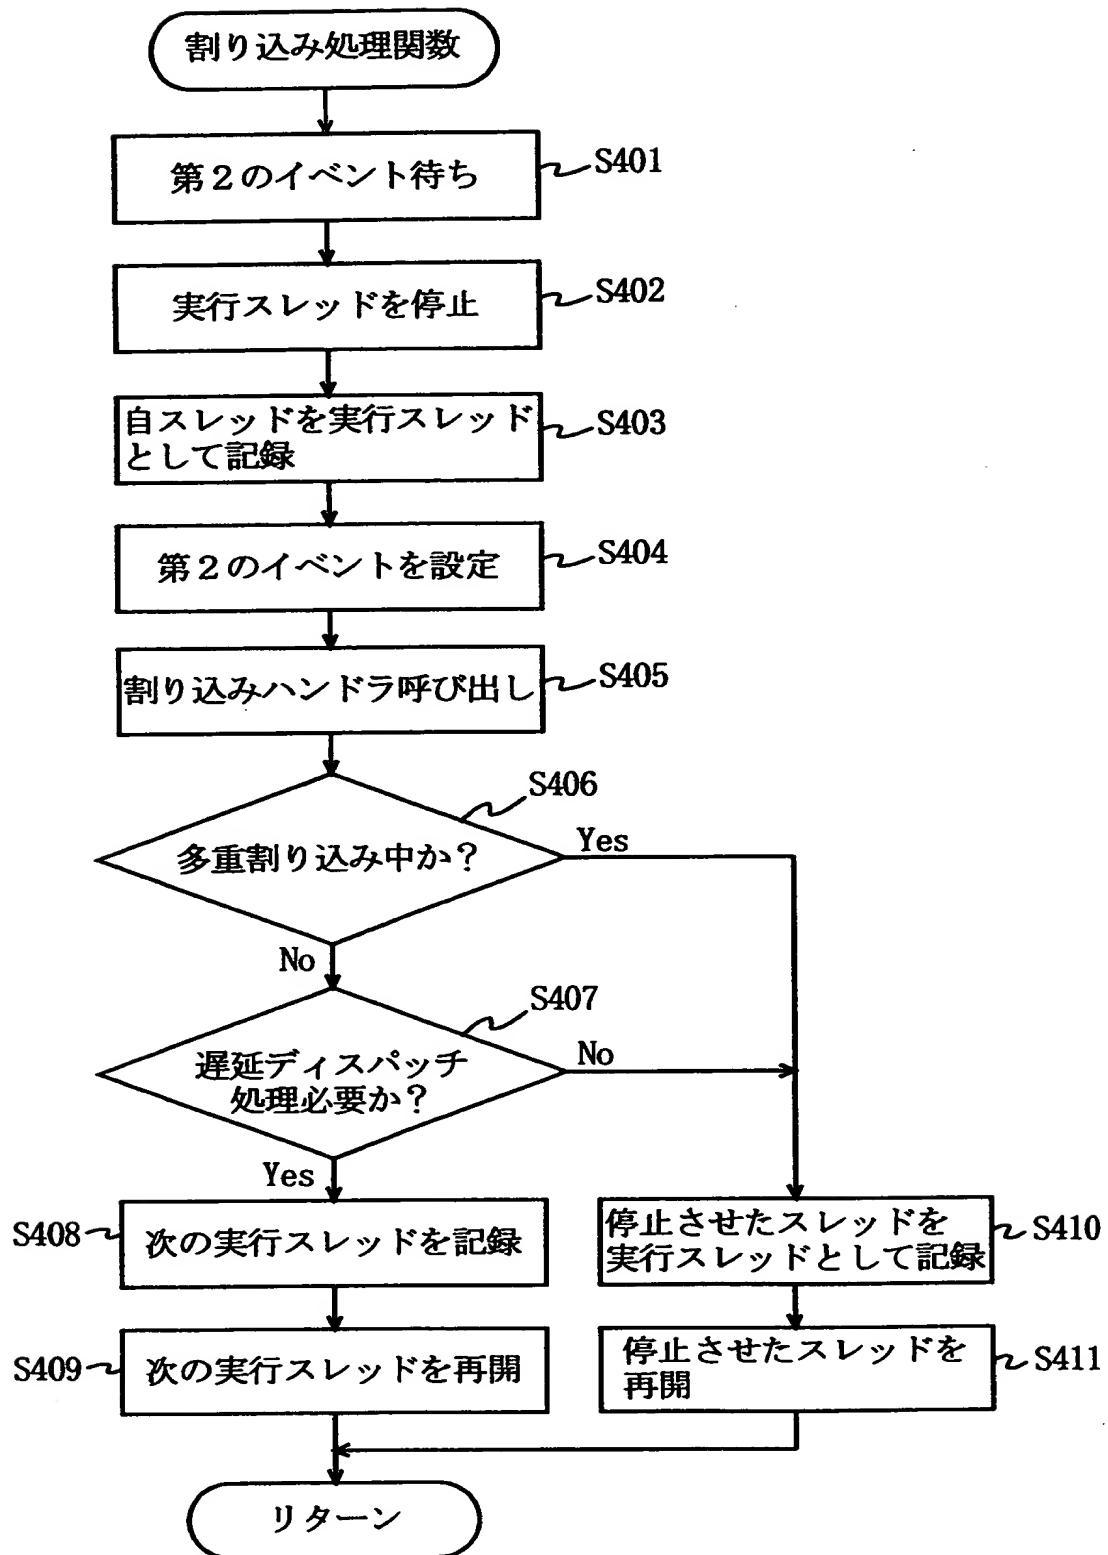 割り込み処理関数
第２のイベント待ち
S401
実行スレッドを停止
S402
自スレッドを実行スレッド
として記録
S403
第２のイベントを設定
S404
割り込みハンドラ呼び出し
S405
S406
多重割り込み中か？
Yes
No
S407
遅延ディスパッチ
処理必要か？
No
Yes
S408
次の実行スレッドを記録
停止させたスレッドを
実行スレッドとして記録
S410
S409
次の実行スレッドを再開
停止させたスレッドを
再開
S411
リターン